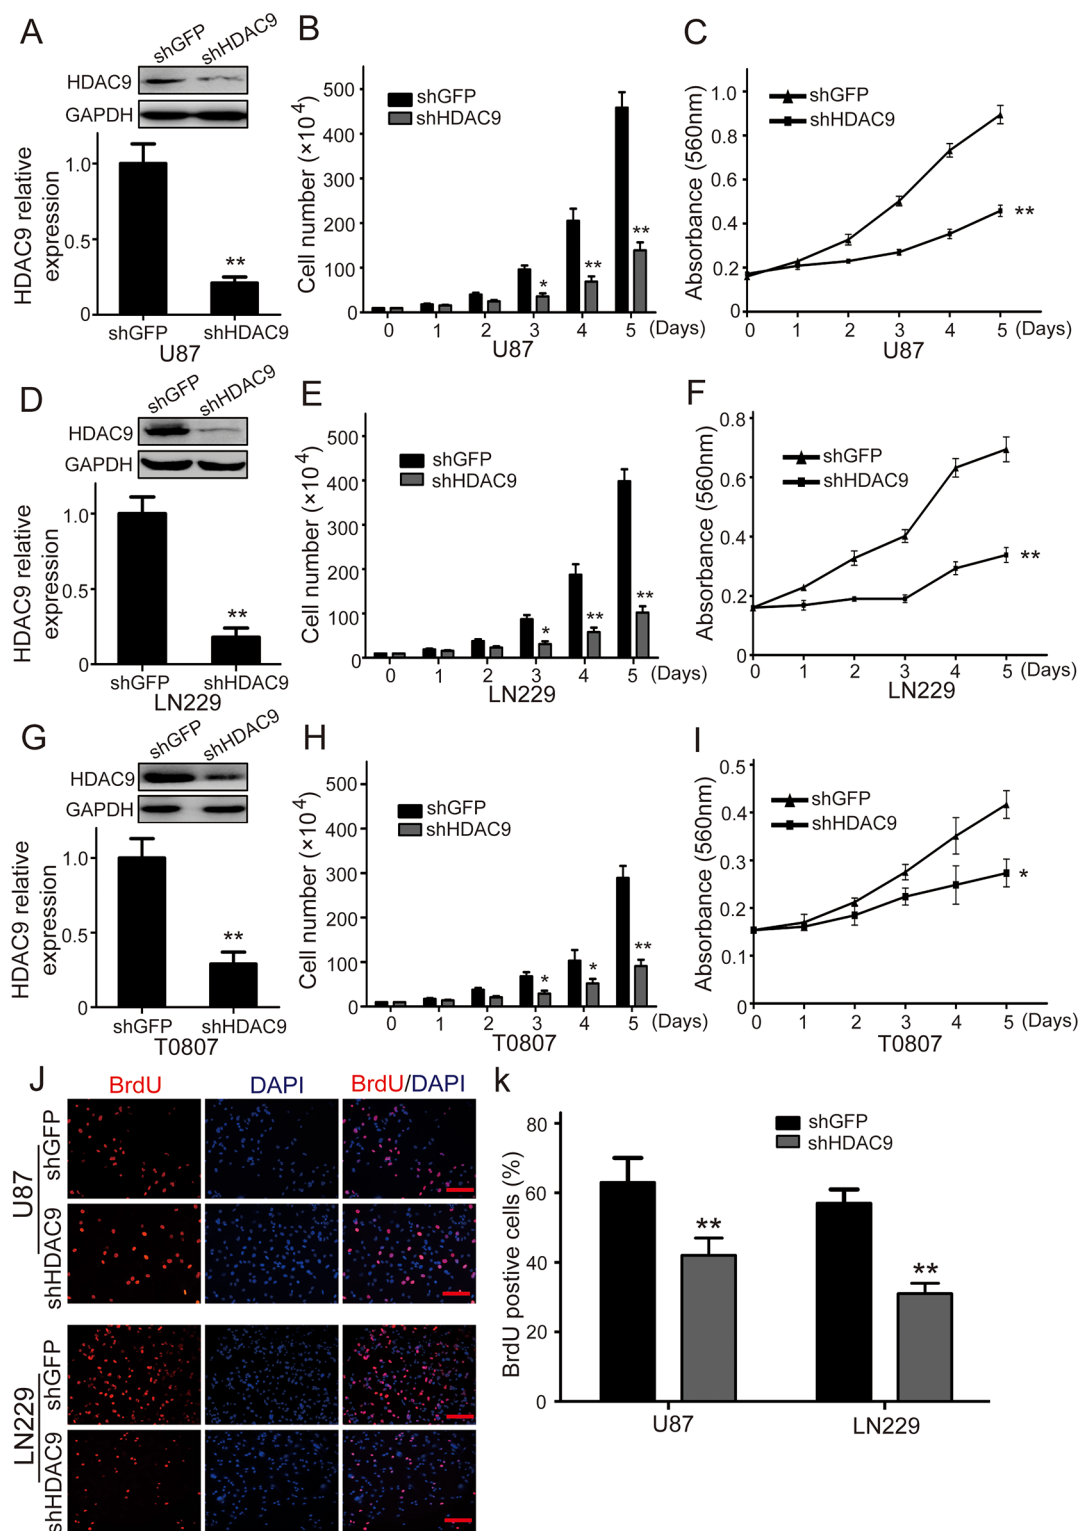 A
shGFP
shHDAC9
HDAC9
GAPDH
HDAC9 relative
expression
1.0
0.5
0
**
shGFP
shHDAC9
U87
B
Cell number (×10⁴)
500
400
300
200
100
0
shGFP
shHDAC9
*
**
**
0 1 2 3 4 5 (Days)
U87
C
Absorbance (560nm)
1.0
0.8
0.6
0.4
0.2
0
shGFP
shHDAC9
**
0 1 2 3 4 5 (Days)
U87
D
shGFP
shHDAC9
HDAC9
GAPDH
HDAC9 relative
expression
1.0
0.5
0
**
shGFP
shHDAC9
LN229
E
Cell number (×10⁴)
500
400
300
200
100
0
shGFP
shHDAC9
*
**
**
0 1 2 3 4 5 (Days)
LN229
F
Absorbance (560nm)
0.8
0.6
0.4
0.2
0
shGFP
shHDAC9
**
0 1 2 3 4 5 (Days)
LN229
G
shGFP
shHDAC9
HDAC9
GAPDH
HDAC9 relative
expression
1.0
0.5
0
**
shGFP
shHDAC9
T0807
H
Cell number (×10⁴)
500
400
300
200
100
0
shGFP
shHDAC9
*
*
**
0 1 2 3 4 5 (Days)
T0807
I
Absorbance (560nm)
0.5
0.4
0.3
0.2
0.1
0
shGFP
shHDAC9
*
0 1 2 3 4 5 (Days)
T0807
J
BrdU
DAPI
BrdU/DAPI
U87
shGFP
shHDAC9
LN229
shGFP
shHDAC9
k
BrdU postive cells (%)
80
60
40
20
0
shGFP
shHDAC9
**
**
U87
LN229